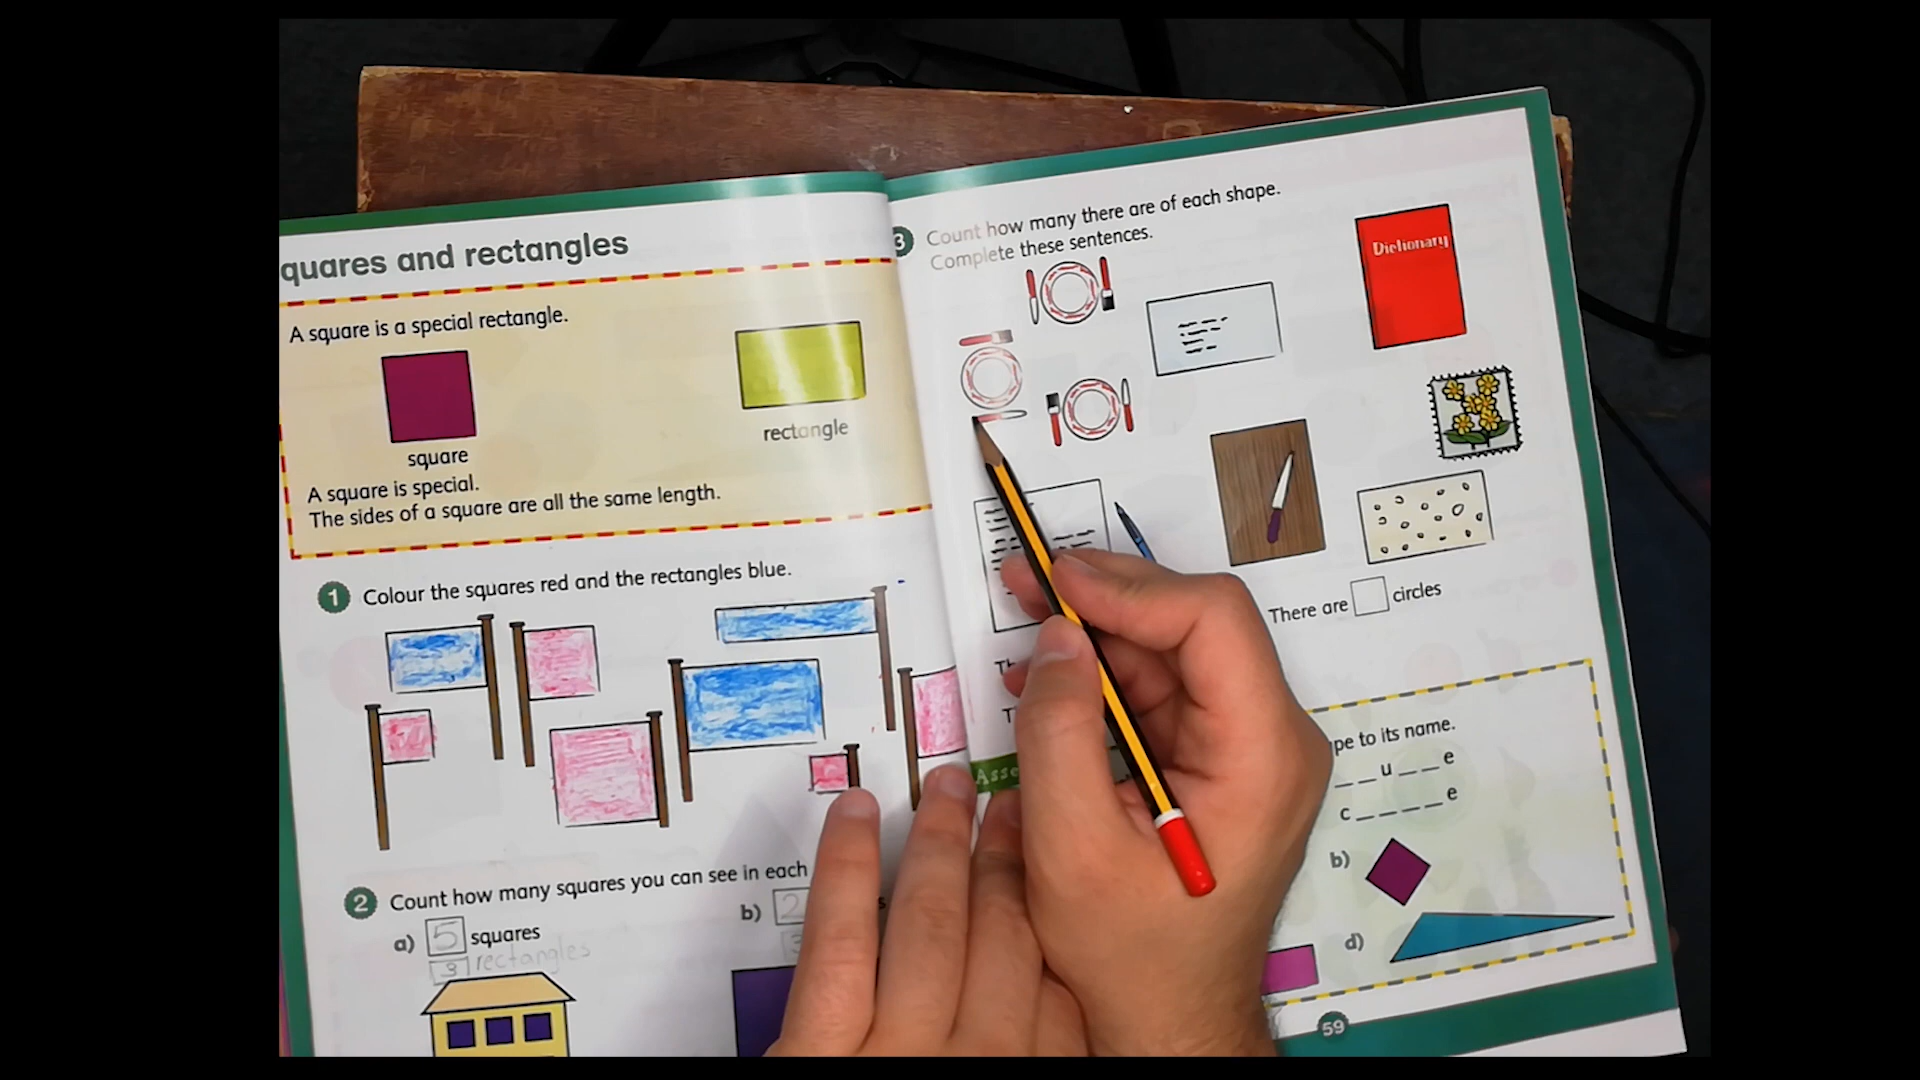 quares and rectangles
A square is a special rectangle.
square
rectangle
A square is special.
The sides of a square are all the same length.
1 Colour the squares red and the rectangles blue.
2 Count how many squares you can see in each
a) 5 squares
3 rectangles
b) 2
3 Count how many there are of each shape.
Complete these sentences.
Dictionary
There are circles
Th
T
Asse
pe to its name.
_ _ u _ _ e
c _ _ _ _ e
b)
d)
59